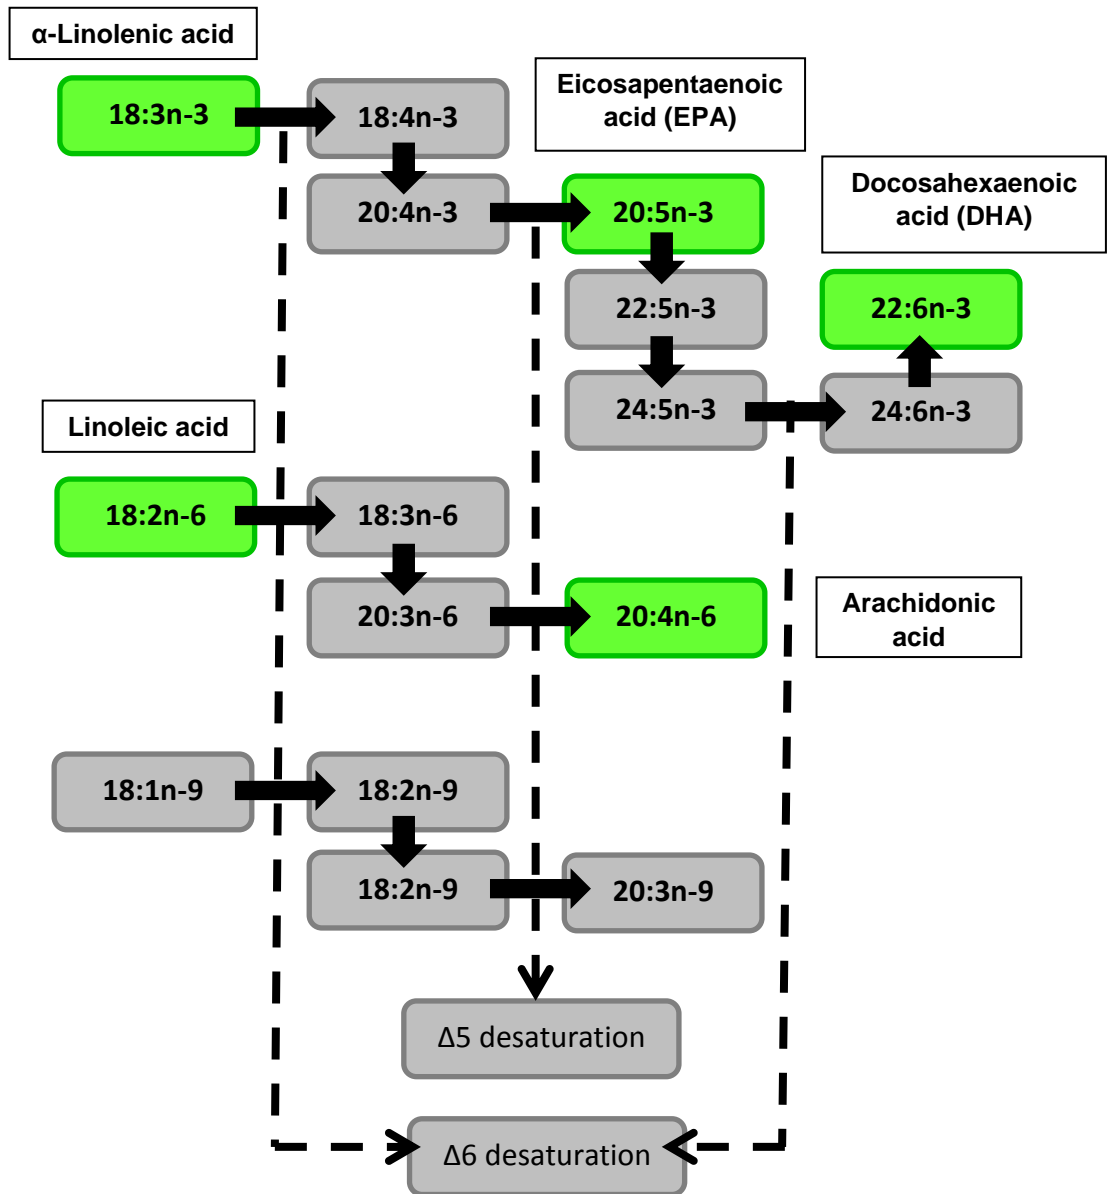 α-Linolenic acid
18:3n-3
18:4n-3
Eicosapentaenoic
acid (EPA)
20:4n-3
20:5n-3
Docosahexaenoic
acid (DHA)
22:5n-3
22:6n-3
24:5n-3
24:6n-3
Linoleic acid
18:2n-6
18:3n-6
20:3n-6
20:4n-6
Arachidonic
acid
18:1n-9
18:2n-9
18:2n-9
20:3n-9
Δ5 desaturation
Δ6 desaturation